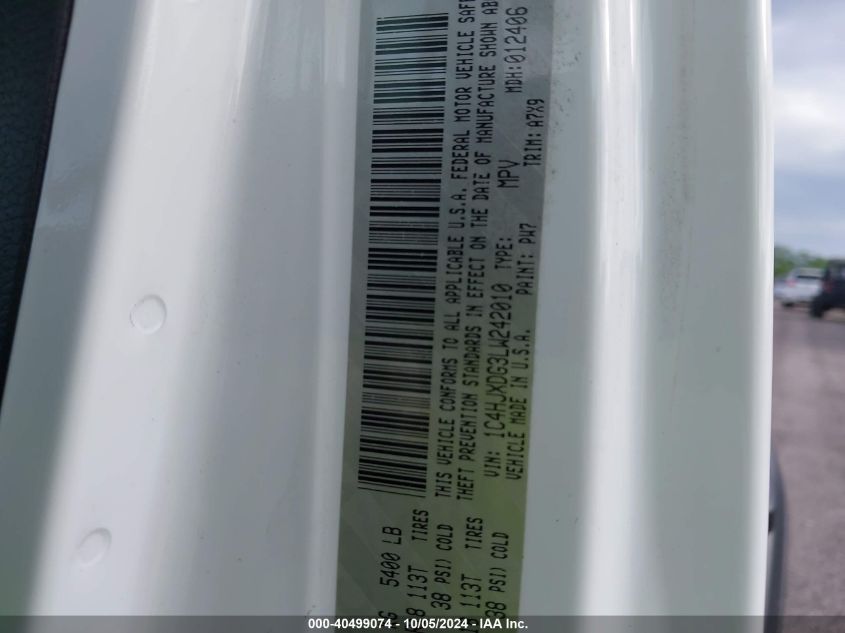 THIS VEHICLE CONFORMS TO ALL APPLICABLE U.S.A. FEDERAL MOTOR VEHICLE
THEFT PREVENTION STANDARDS IN EFFECT ON THE DATE OF MANUFACTURE SHOWN
VIN: 1C4HJXDG3LW242010 TYPE: MPV MDH:012406
VEHICLE MADE IN U.S.A. PAINT: PW7 TRIM: A7X9
5400 LB
113T TIRES
38 PSI) COLD
113T TIRES
38 PSI) COLD
000-40499074 - 10/05/2024 - IAA Inc.